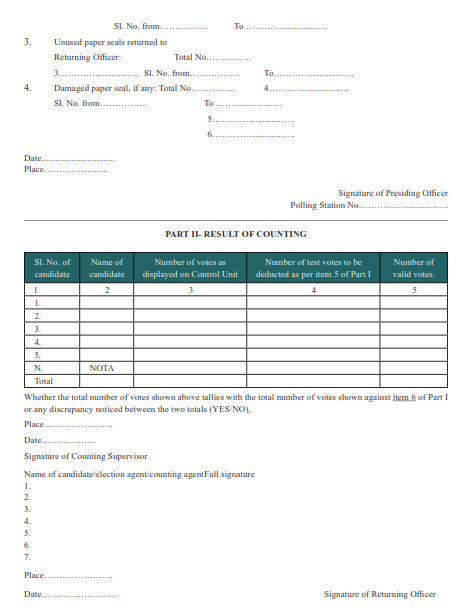 Sl. No. from……………… To …………................….
3. Unused paper seals returned to
Returning Officer: Total No……………
3…………...............…. Sl. No. from……………… To…………...............….
4. Damaged paper seal, if any: Total No…………… 4…………...............….
Sl. No. from…………… To …………...........
5…………...............….
6…………...............….
Date..............................
Place…………...........
Signature of Presiding Officer
Polling Station No……………...............….
PART II- RESULT OF COUNTING
Sl. No. of candidate Name of candidate Number of votes as displayed on Control Unit Number of test votes to be deducted as per item 5 of Part I Number of valid votes.
1 2 3 4 5
1.
2.
3.
4.
5.
N. NOTA
Total
Whether the total number of votes shown above tallies with the total number of votes shown against item 6 of Part I
or any discrepancy noticed between the two totals (YES/NO).
Place…………………..
Date………………
Signature of Counting Supervisor
Name of candidate/election agent/counting agentFull signature
1.
2.
3.
4.
5.
6.
7.
Place…………………..
Date…………………… Signature of Returning Officer